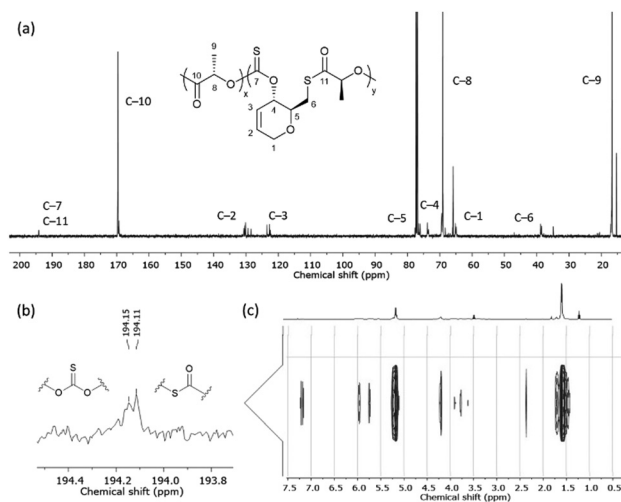 (a)
S
O
9
10
O
8
x
O
7
O
S
11
O
y
4
6
3
5
2
O
1
C–10
C–8
C–9
C–7
C–11
C–2
C–3
C–5
C–4
C–1
C–6
200 190 180 170 160 150 140 130 120 110 100 90 80 70 60 50 40 30 20
Chemical shift (ppm)
(b)
194.15
194.11
S
O O
O
S
194.4 194.2 194.0 193.8
Chemical shift (ppm)
(c)
7.5 7.0 6.5 6.0 5.5 5.0 4.5 4.0 3.5 3.0 2.5 2.0 1.5 1.0 0.5
Chemical shift (ppm)